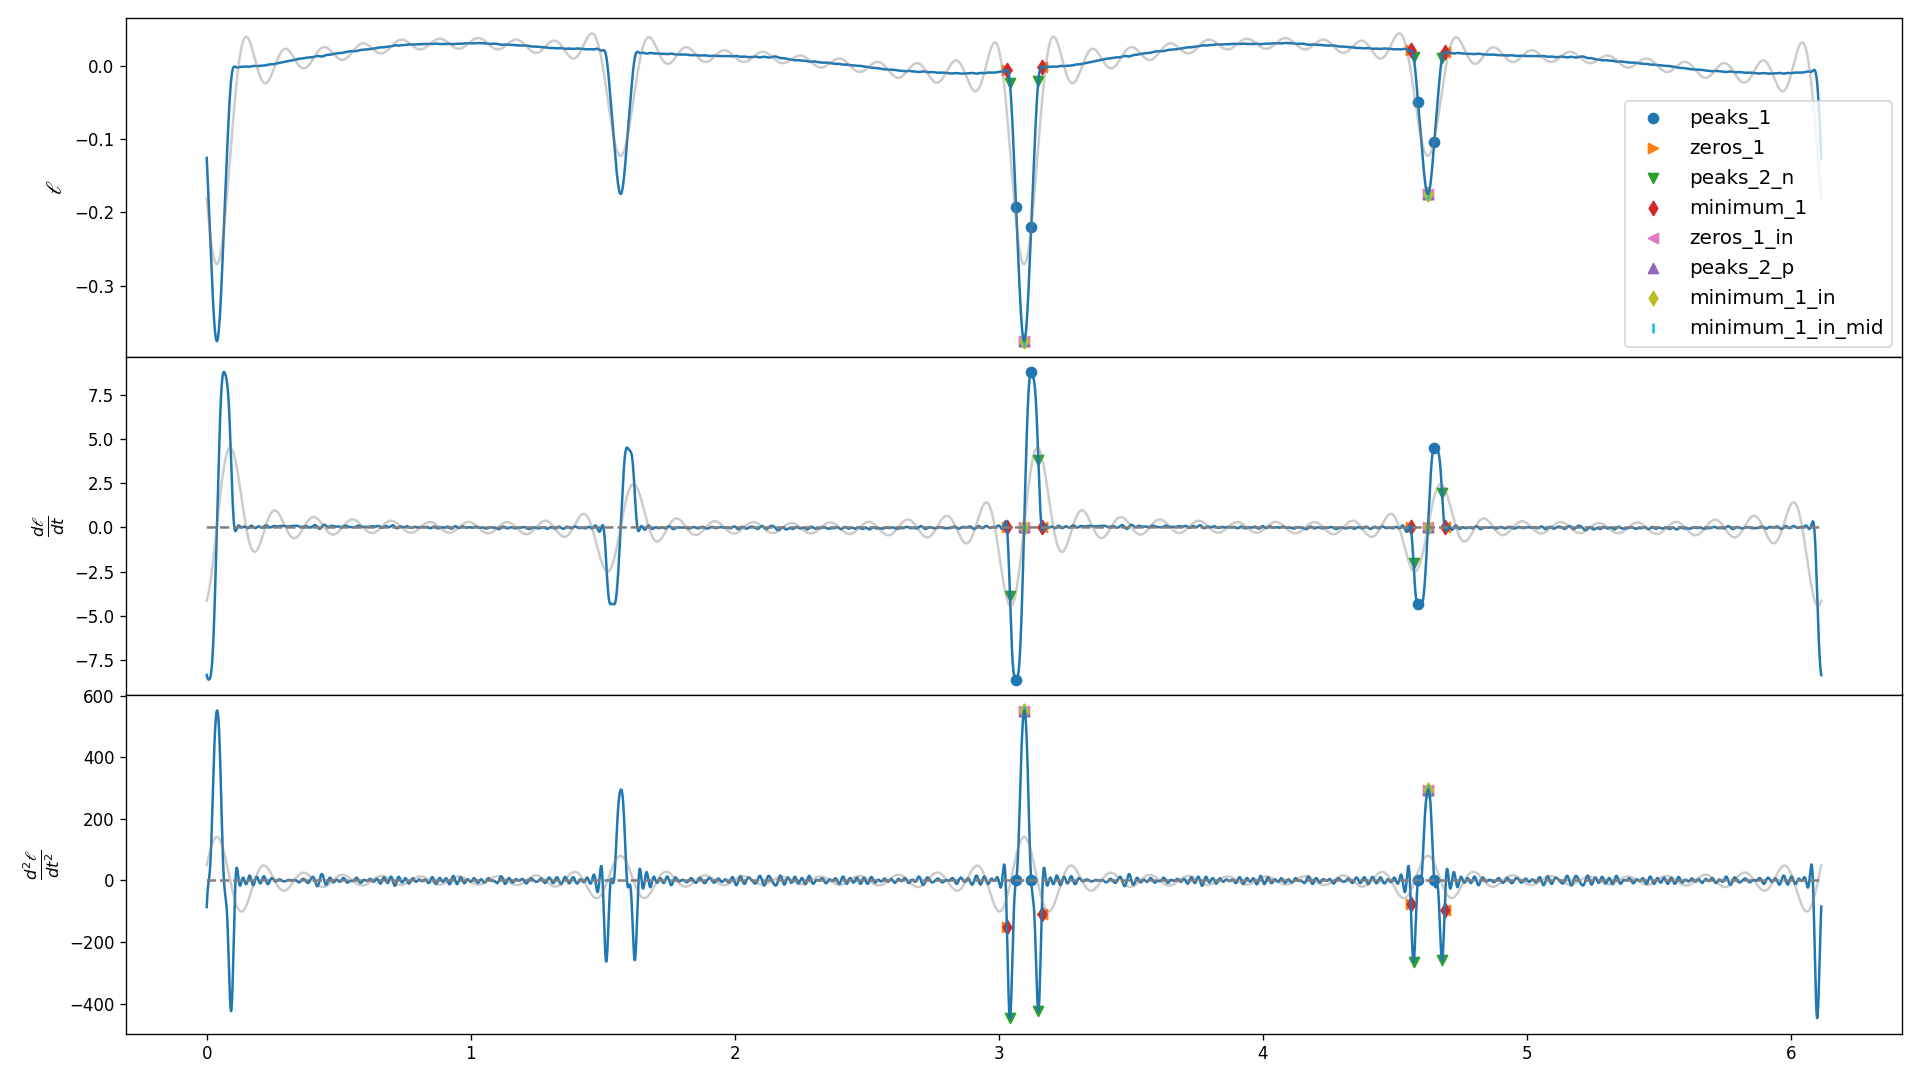 0.0
−0.1
−0.2
−0.3
ℓ
peaks_1
zeros_1
peaks_2_n
minimum_1
zeros_1_in
peaks_2_p
minimum_1_in
minimum_1_in_mid
7.5
5.0
2.5
0.0
−2.5
−5.0
−7.5
dℓ
dt
600
400
200
0
−200
−400
d²ℓ
dt²
0 1 2 3 4 5 6